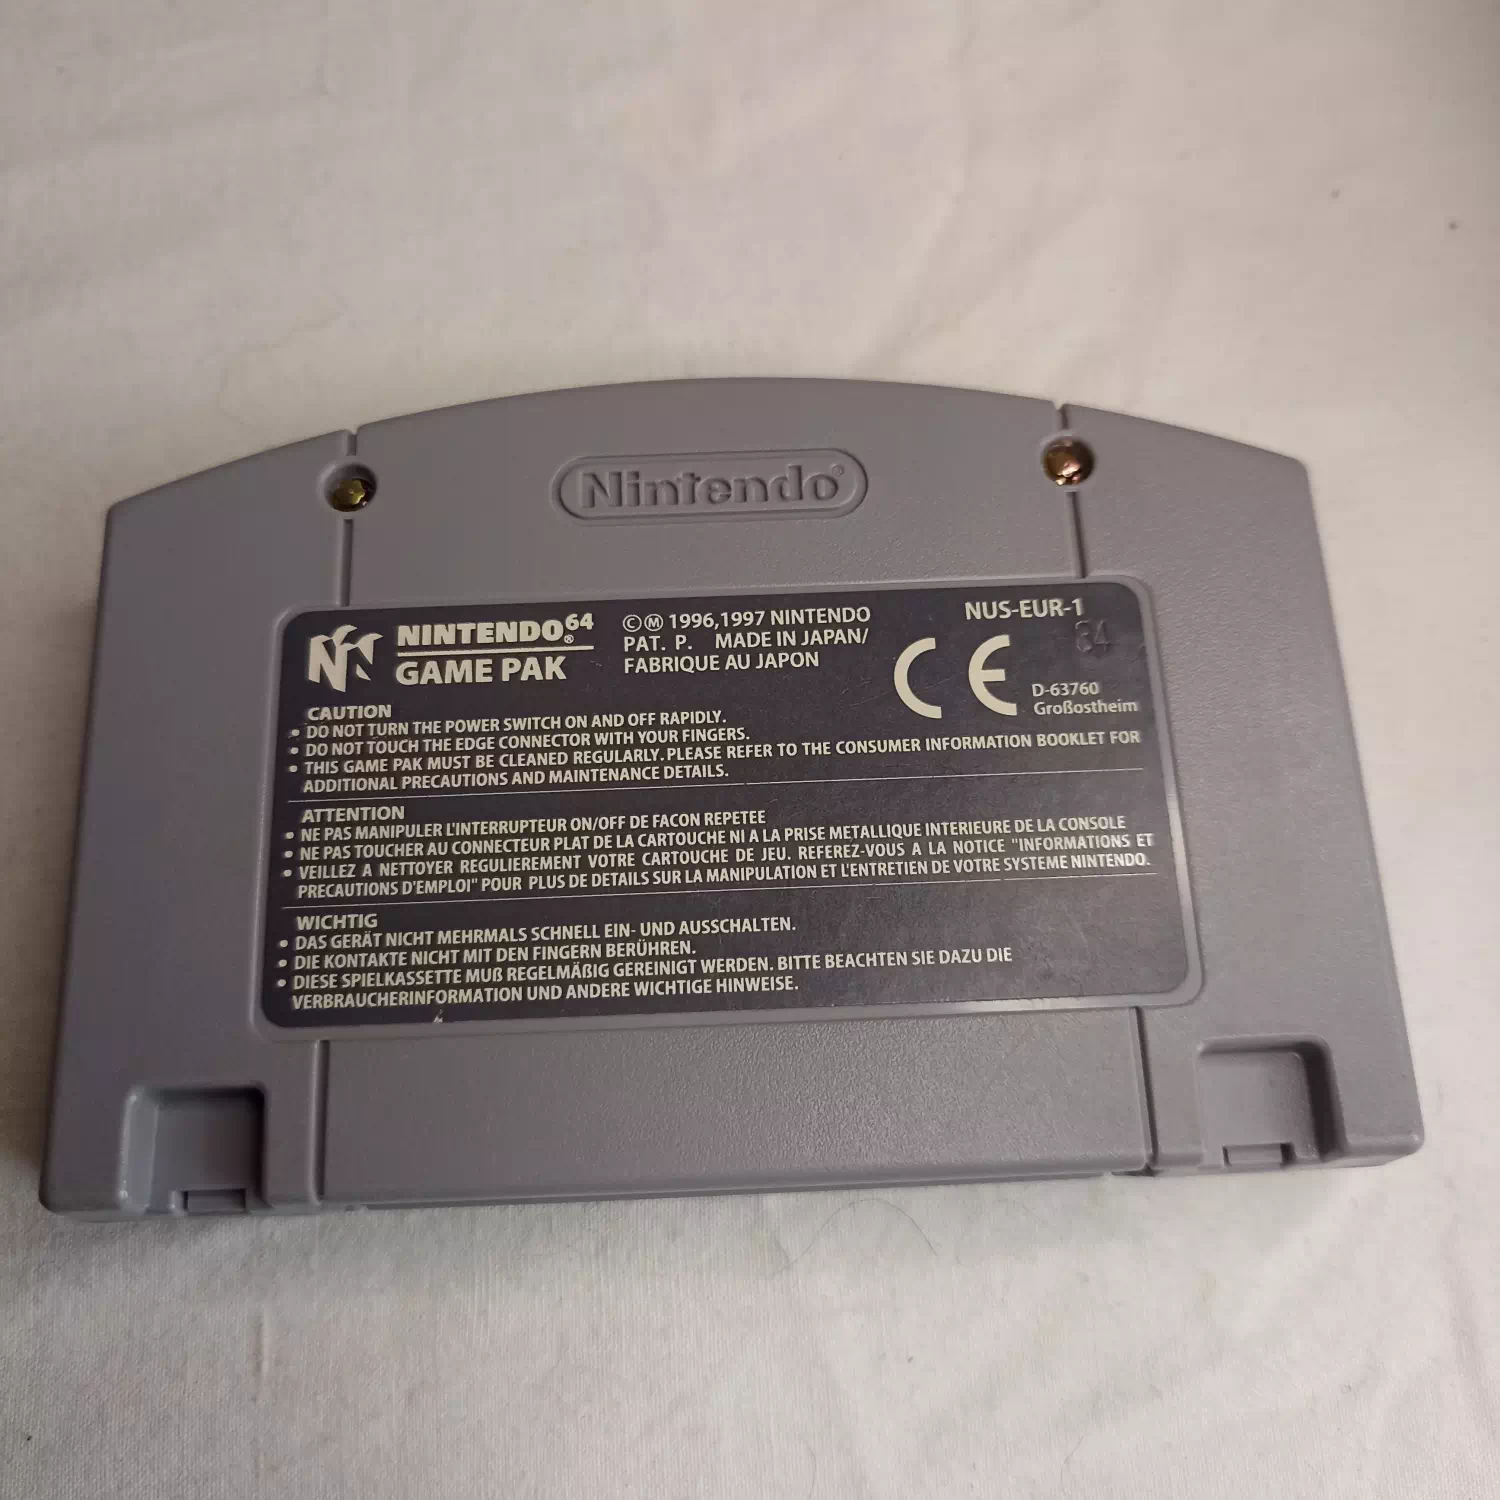 Nintendo®
NINTENDO®64
GAME PAK
©Ⓜ 1996,1997 NINTENDO
PAT. P. MADE IN JAPAN/
FABRIQUE AU JAPON
NUS-EUR-1
CE
D-63760
Großostheim
CAUTION
• DO NOT TURN THE POWER SWITCH ON AND OFF RAPIDLY.
• DO NOT TOUCH THE EDGE CONNECTOR WITH YOUR FINGERS.
• THIS GAME PAK MUST BE CLEANED REGULARLY. PLEASE REFER TO THE CONSUMER INFORMATION BOOKLET FOR
ADDITIONAL PRECAUTIONS AND MAINTENANCE DETAILS.
ATTENTION
• NE PAS MANIPULER L'INTERRUPTEUR ON/OFF DE FACON REPETEE
• NE PAS TOUCHER AU CONNECTEUR PLAT DE LA CARTOUCHE NI A LA PRISE METALLIQUE INTERIEURE DE LA CONSOLE
• VEILLEZ A NETTOYER REGULIEREMENT VOTRE CARTOUCHE DE JEU. REFEREZ-VOUS A LA NOTICE "INFORMATIONS ET
PRECAUTIONS D'EMPLOI" POUR PLUS DE DETAILS SUR LA MANIPULATION ET L'ENTRETIEN DE VOTRE SYSTEME NINTENDO.
WICHTIG
• DAS GERÄT NICHT MEHRMALS SCHNELL EIN- UND AUSSCHALTEN.
• DIE KONTAKTE NICHT MIT DEN FINGERN BERÜHREN.
• DIESE SPIELKASSETTE MUß REGELMÄßIG GEREINIGT WERDEN. BITTE BEACHTEN SIE DAZU DIE
VERBRAUCHERINFORMATION UND ANDERE WICHTIGE HINWEISE.